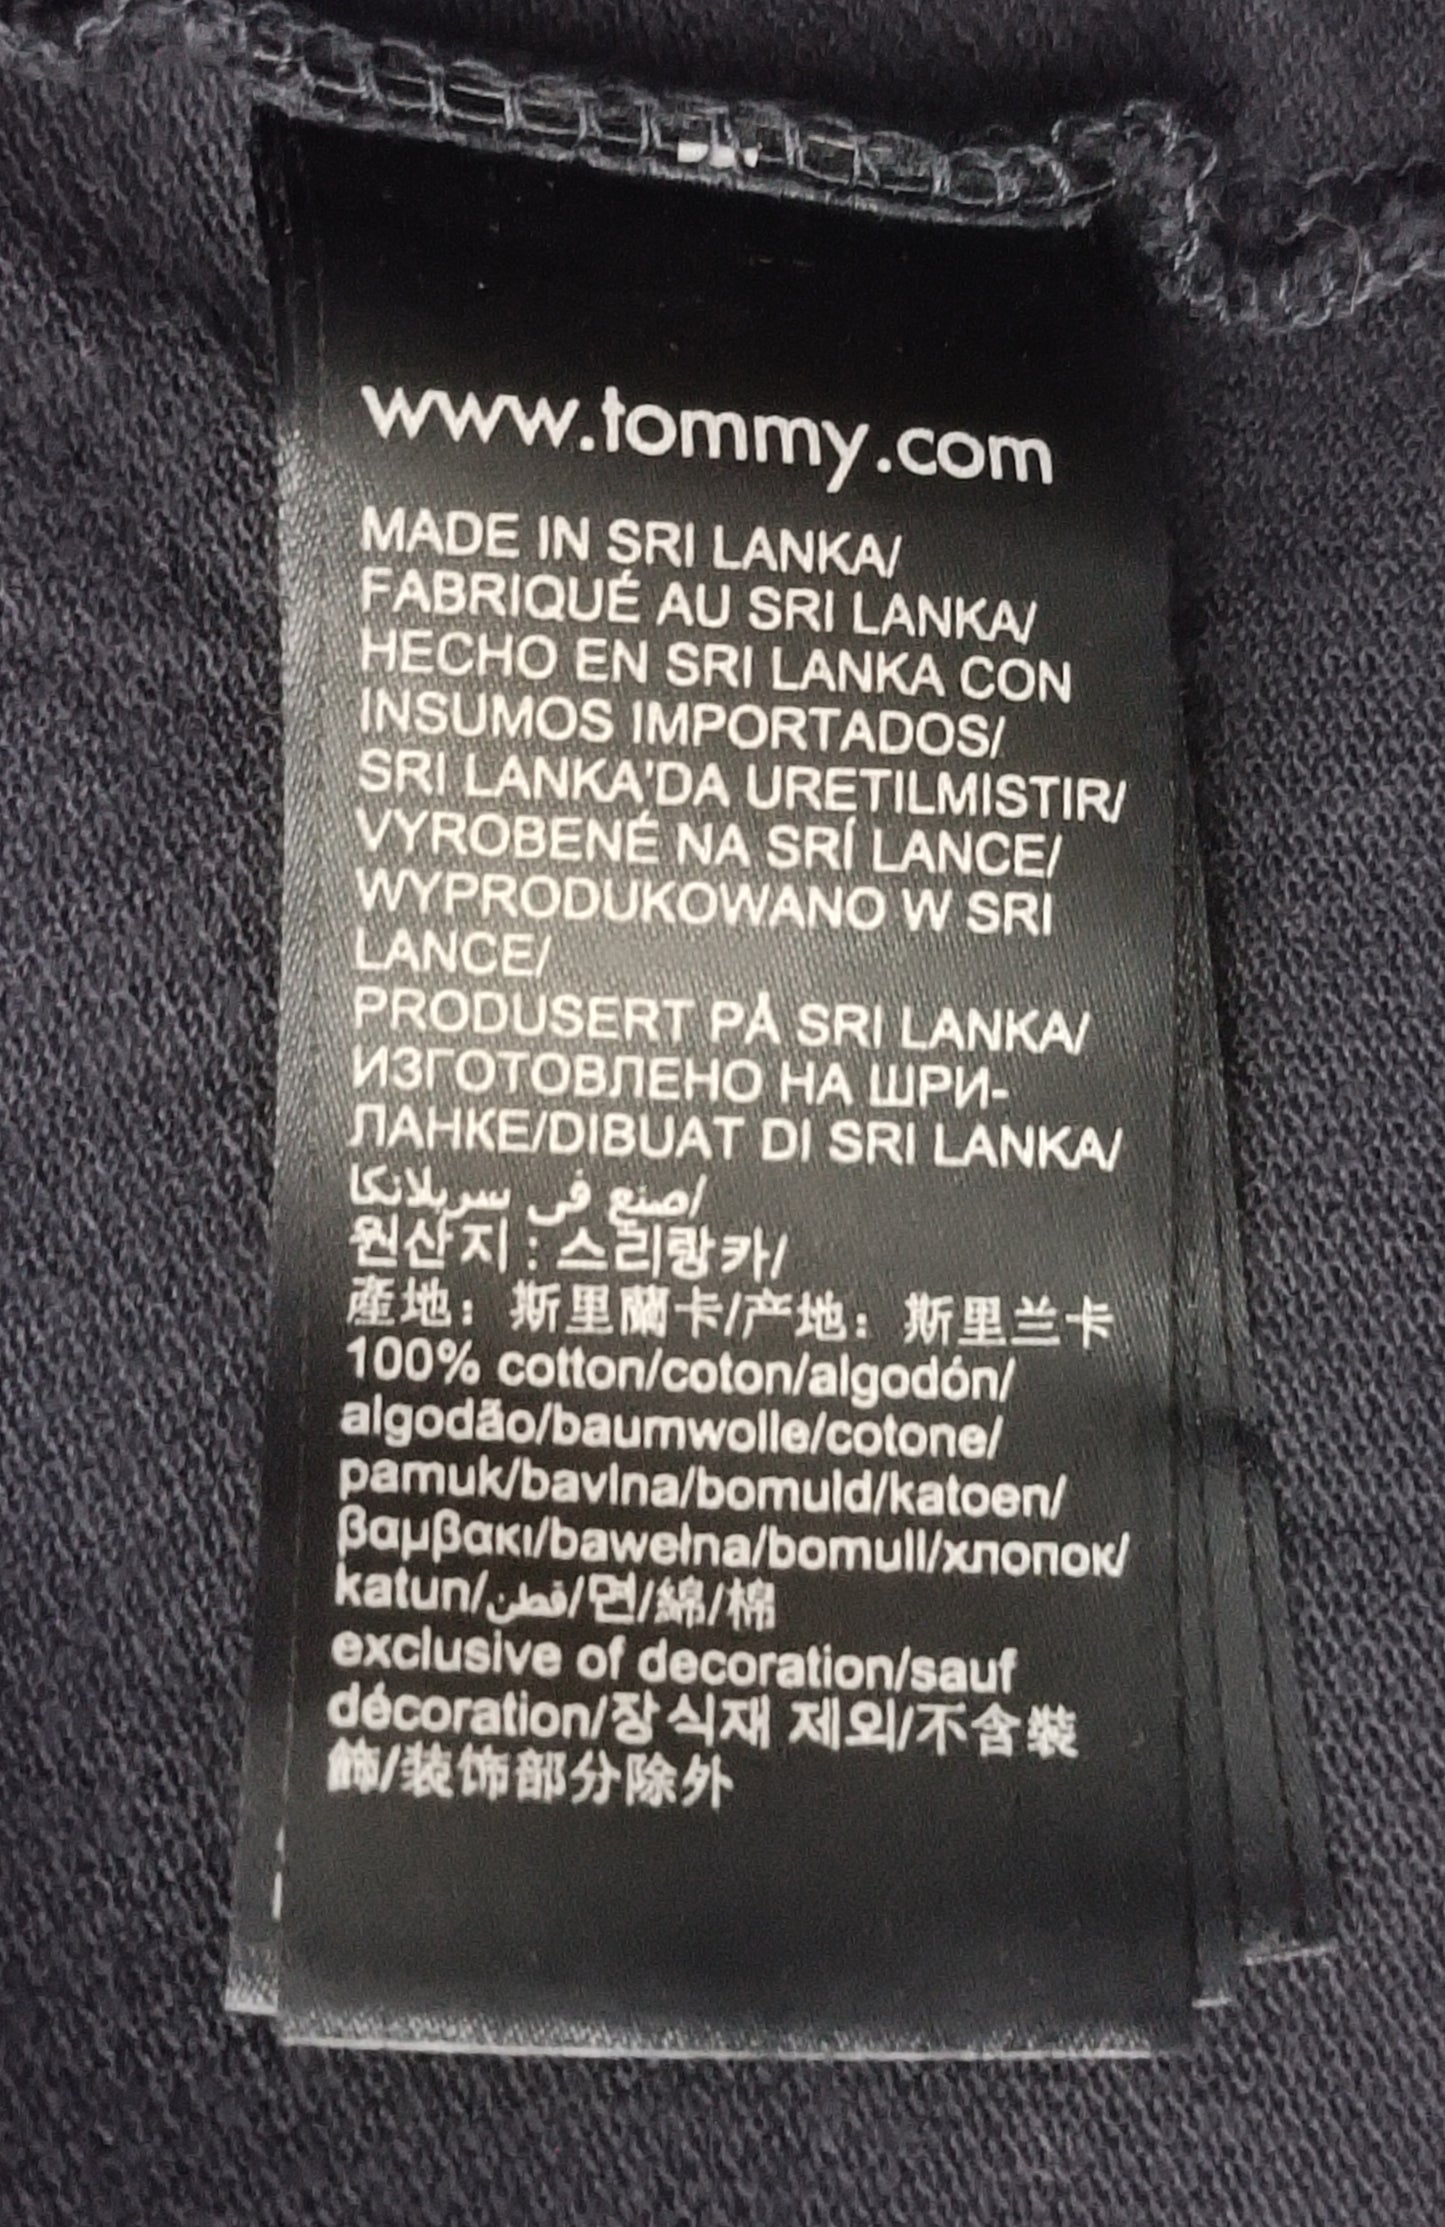 www.tommy.com
MADE IN SRI LANKA/
FABRIQUÉ AU SRI LANKA/
HECHO EN SRI LANKA CON
INSUMOS IMPORTADOS/
SRI LANKA'DA URETILMISTIR/
VYROBENÉ NA SRÍ LANCE/
WYPRODUKOWANO W SRI
LANCE/
PRODUSERT PÅ SRI LANKA/
ИЗГОТОВЛЕНО НА ШРИ-
ЛАНКЕ/DIBUAT DI SRI LANKA/
صنع في سريلانكا/
원산지 : 스리랑카/
產地：斯里蘭卡/产地：斯里兰卡
100% cotton/coton/algodón/
algodão/baumwolle/cotone/
pamuk/bavlna/bomuld/katoen/
βαμβακι/bawełna/bomull/хлопок/
katun/قطن/면/綿/棉
exclusive of decoration/sauf
décoration/장식재 제외/不含裝
飾/装饰部分除外